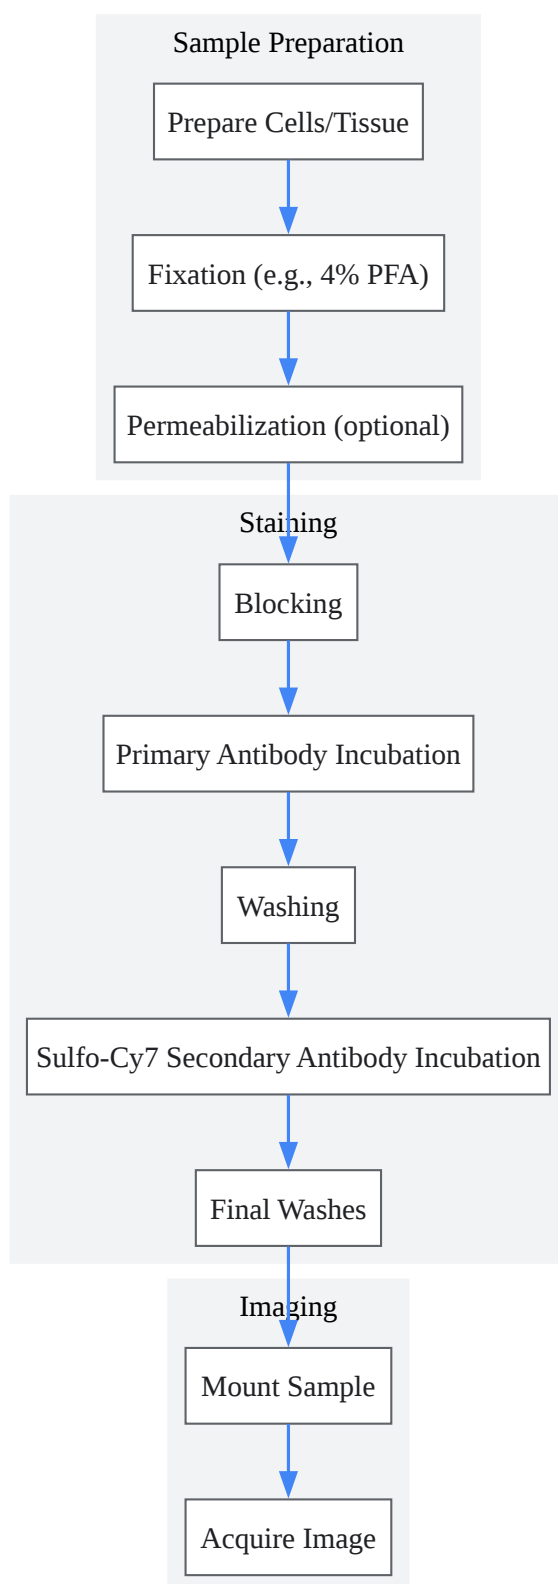 Sample Preparation
Prepare Cells/Tissue
Fixation (e.g., 4% PFA)
Permeabilization (optional)
Staining
Blocking
Primary Antibody Incubation
Washing
Sulfo-Cy7 Secondary Antibody Incubation
Final Washes
Imaging
Mount Sample
Acquire Image